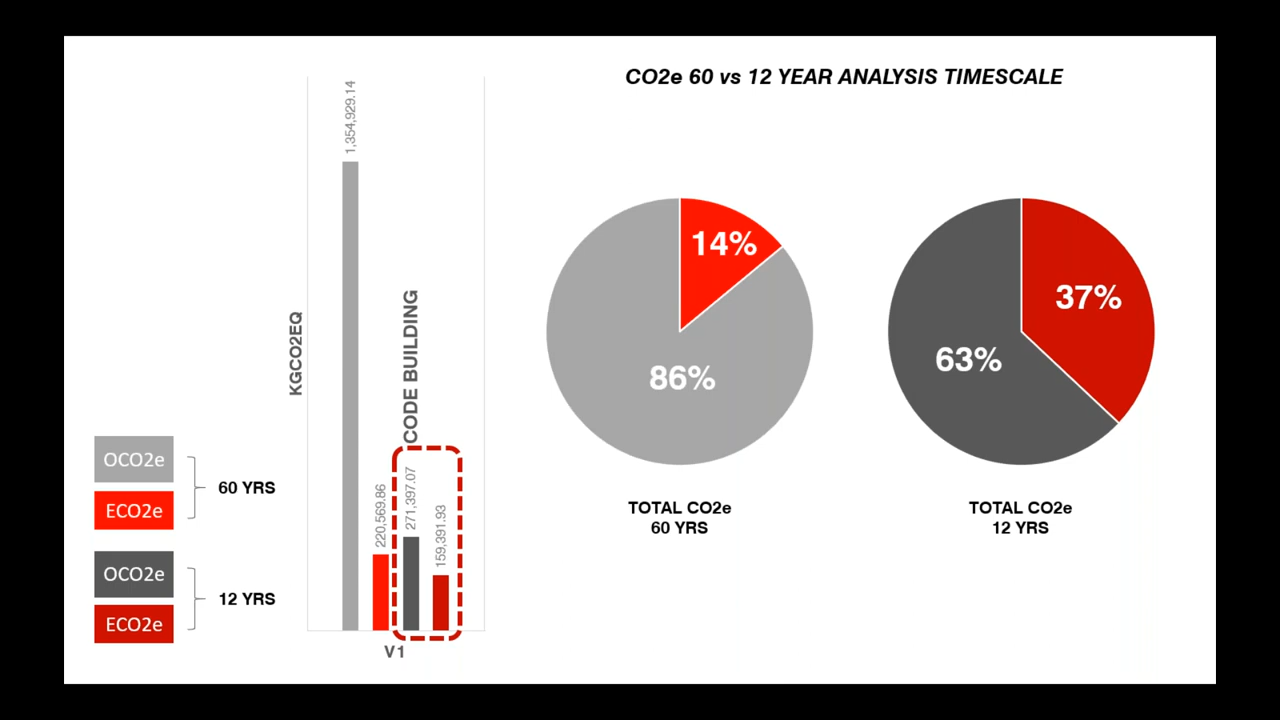 CO2e 60 vs 12 YEAR ANALYSIS TIMESCALE
1,354,929.14
KGCO2EQ
CODE BUILDING
220,569.86
271,397.07
159,391.93
V1
OCO2e
ECO2e
60 YRS
OCO2e
ECO2e
12 YRS
14%
86%
TOTAL CO2e
60 YRS
37%
63%
TOTAL CO2e
12 YRS